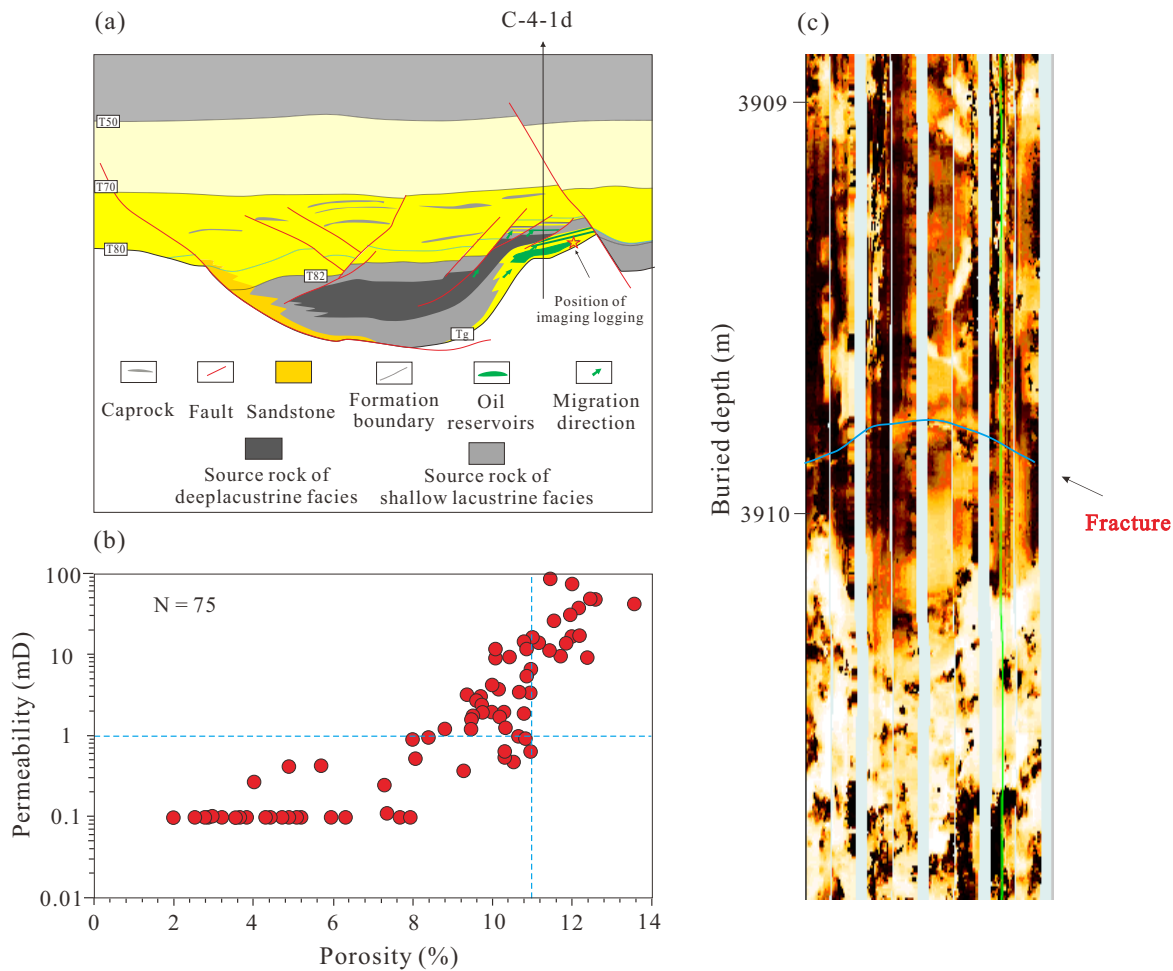 (a)
C-4-1d
T50
T70
T80
T82
Tg
Position of
imaging logging
Caprock
Fault
Sandstone
Formation
boundary
Oil
reservoirs
Migration
direction
Source rock of
deeplacustrine facies
Source rock of
shallow lacustrine facies
(b)
N = 75
Permeability (mD)
100
10
1
0.1
0.01
0
2
4
6
8
10
12
14
Porosity (%)
(c)
Buried depth (m)
3909
3910
Fracture